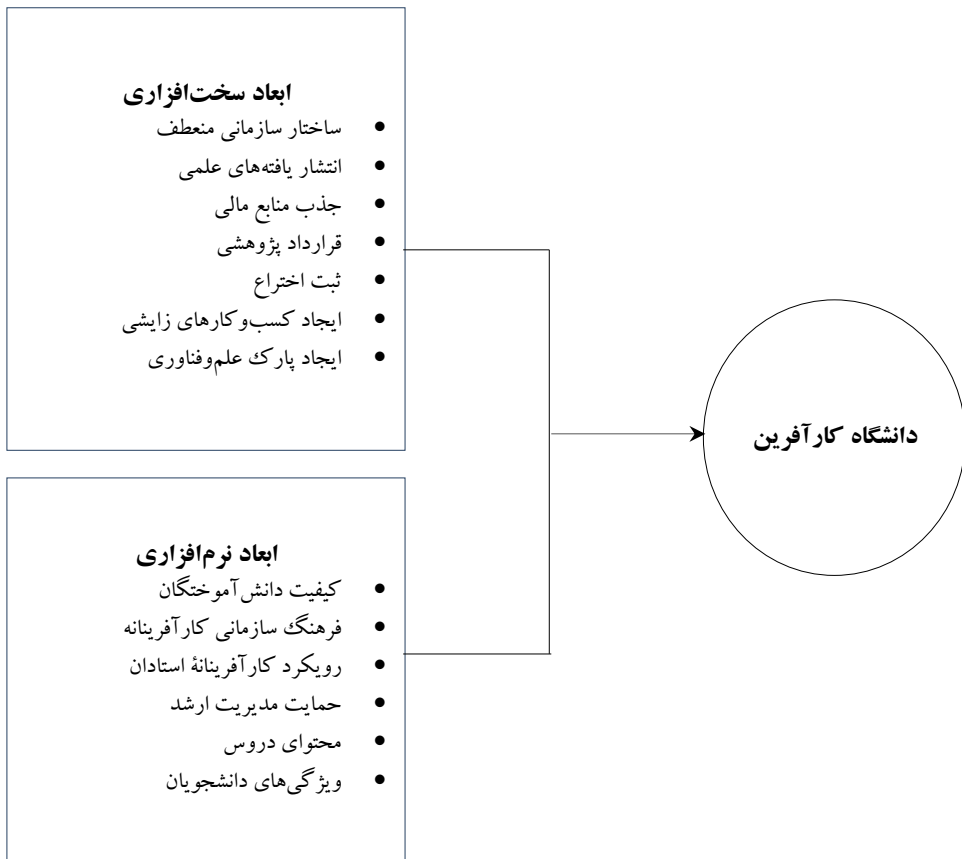 ابعاد سخت‌افزاری
• ساختار سازمانی منعطف
• انتشار یافته‌های علمی
• جذب منابع مالی
• قرارداد پژوهشی
• ثبت اختراع
• ایجاد کسب‌وکارهای زایشی
• ایجاد پارک علم‌وفناوری
دانشگاه کارآفرین
ابعاد نرم‌افزاری
• کیفیت دانش‌آموختگان
• فرهنگ سازمانی کارآفرینانه
• رویکرد کارآفرینانۀ استادان
• حمایت مدیریت ارشد
• محتوای دروس
• ویژگی‌های دانشجویان